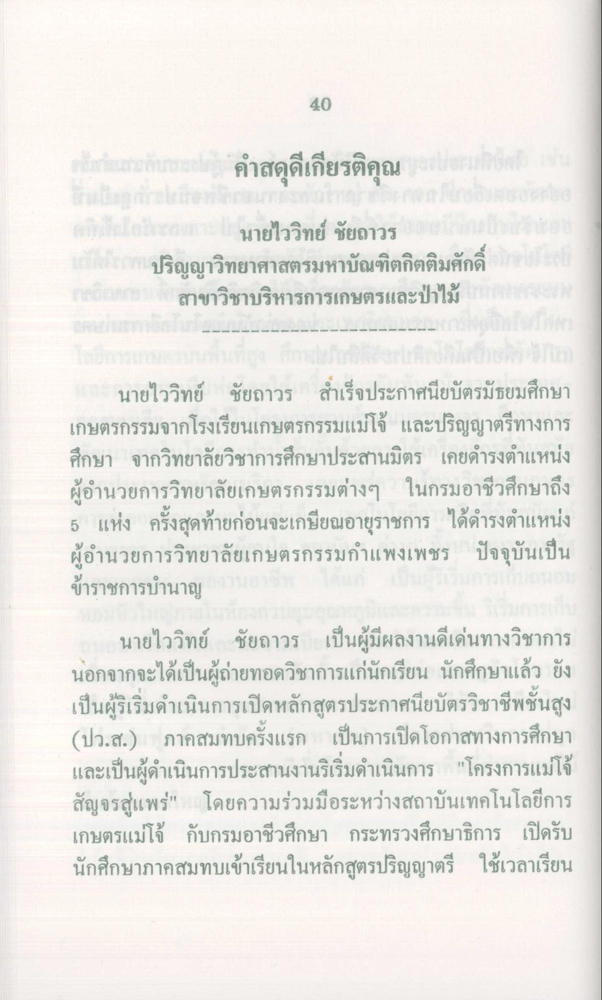 40
คำสดุดีเกียรติคุณ
นายไววิทย์ ชัยถาวร
ปริญญาวิทยาศาสตรมหาบัณฑิตกิตติมศักดิ์
สาขาวิชาบริหารการเกษตรและป่าไม้
นายไววิทย์ ชัยถาวร สำเร็จประกาศนียบัตรมัธยมศึกษา
เกษตรกรรมจากโรงเรียนเกษตรกรรมแม่โจ้ และปริญญาตรีทางการ
ศึกษา จากวิทยาลัยวิชาการศึกษาประสานมิตร เคยดำรงตำแหน่ง
ผู้อำนวยการวิทยาลัยเกษตรกรรมต่างๆ ในกรมอาชีวศึกษาถึง
5 แห่ง ครั้งสุดท้ายก่อนจะเกษียณอายุราชการ ได้ดำรงตำแหน่ง
ผู้อำนวยการวิทยาลัยเกษตรกรรมกำแพงเพชร ปัจจุบันเป็น
ข้าราชการบำนาญ
นายไววิทย์ ชัยถาวร เป็นผู้มีผลงานดีเด่นทางวิชาการ
นอกจากจะได้เป็นผู้ถ่ายทอดวิชาการแก่นักเรียน นักศึกษาแล้ว ยัง
เป็นผู้ริเริ่มดำเนินการเปิดหลักสูตรประกาศนียบัตรวิชาชีพชั้นสูง
(ปว.ส.) ภาคสมทบครั้งแรก เป็นการเปิดโอกาสทางการศึกษา
และเป็นผู้ดำเนินการประสานงานริเริ่มดำเนินการ "โครงการแม่โจ้
สัญจรสู่แพร่" โดยความร่วมมือระหว่างสถาบันเทคโนโลยีการ
เกษตรแม่โจ้ กับกรมอาชีวศึกษา กระทรวงศึกษาธิการ เปิดรับ
นักศึกษาภาคสมทบเข้าเรียนในหลักสูตรปริญญาตรี ใช้เวลาเรียน